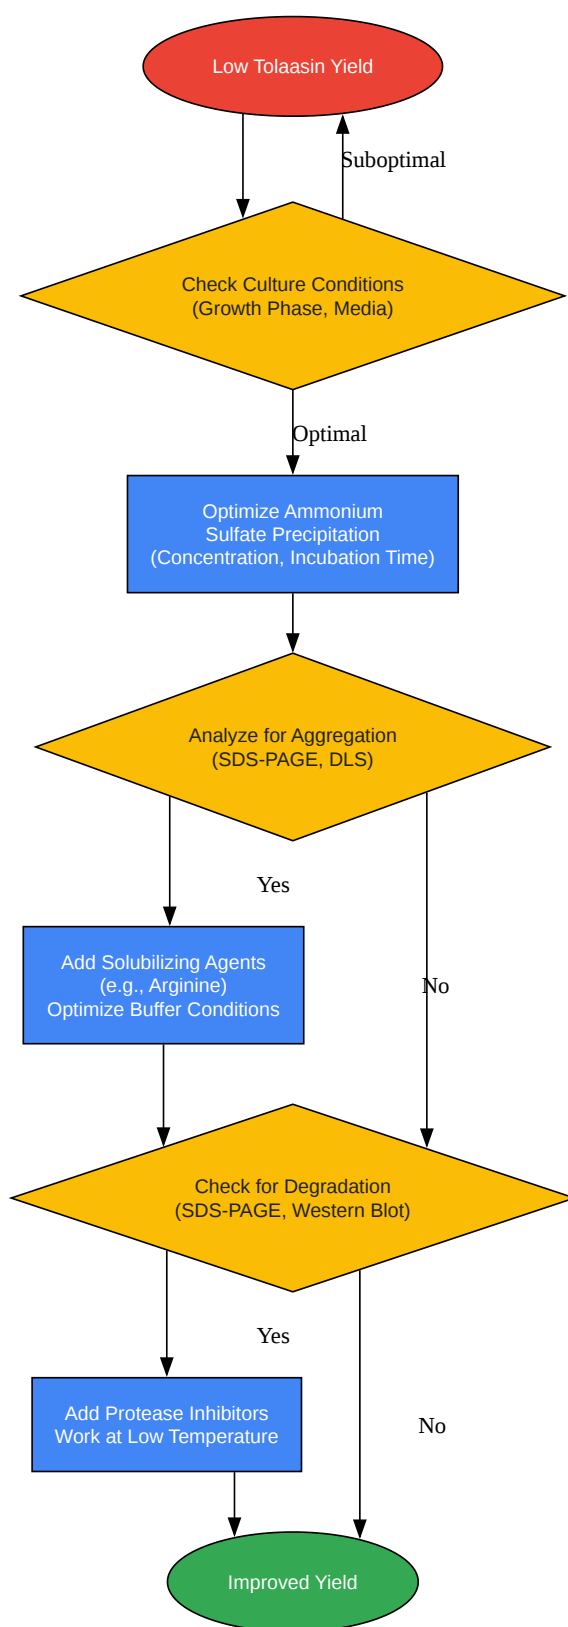 Low Tolaasin Yield
Suboptimal
Check Culture Conditions
(Growth Phase, Media)
Optimal
Optimize Ammonium
Sulfate Precipitation
(Concentration, Incubation Time)
Analyze for Aggregation
(SDS-PAGE, DLS)
Yes
Add Solubilizing Agents
(e.g., Arginine)
Optimize Buffer Conditions
No
Check for Degradation
(SDS-PAGE, Western Blot)
Yes
Add Protease Inhibitors
Work at Low Temperature
No
Improved Yield